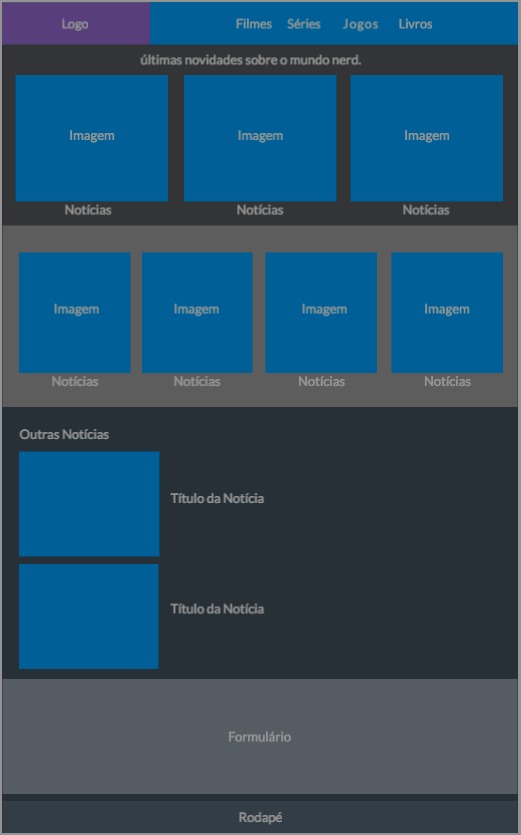 Logo Filmes Séries Jogos Livros
últimas novidades sobre o mundo nerd.
Imagem Imagem Imagem
Notícias Notícias Notícias
Imagem Imagem Imagem Imagem
Notícias Notícias Notícias Notícias
Outras Notícias
Título da Notícia
Título da Notícia
Formulário
Rodapé